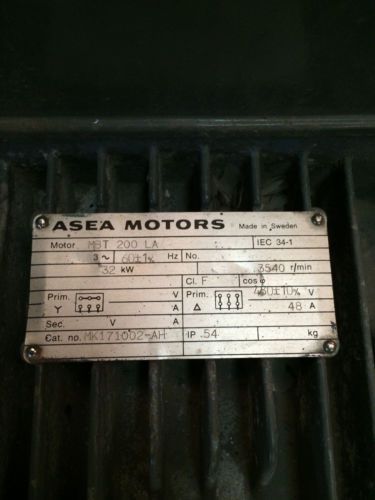 ASEA MOTORS Made in Sweden
Motor MBT 200 LA IEC 34-1
3~ 60±1% Hz No.
32 kW 3540 r/min
Cl. F cos φ
Prim. V Prim. 460±10% V
Y A Δ 48 A
Sec. V A
Cat. no. MK171002-AH IP 54 kg